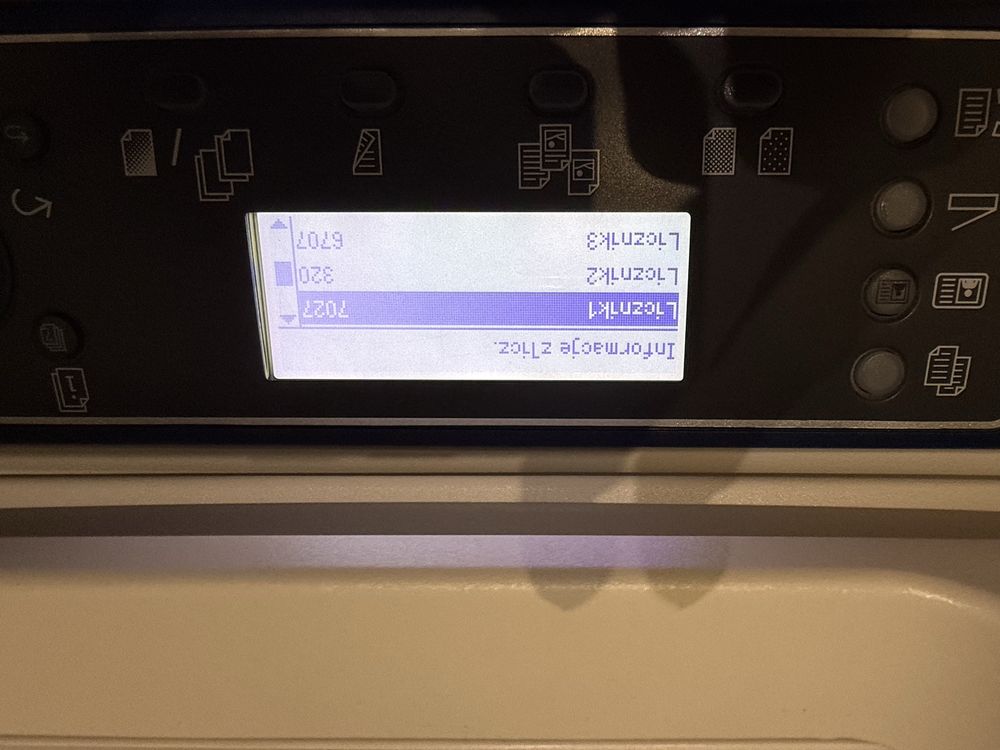 Informacje z licz.
Licznik1 7027
Licznik2 320
Licznik3 6707